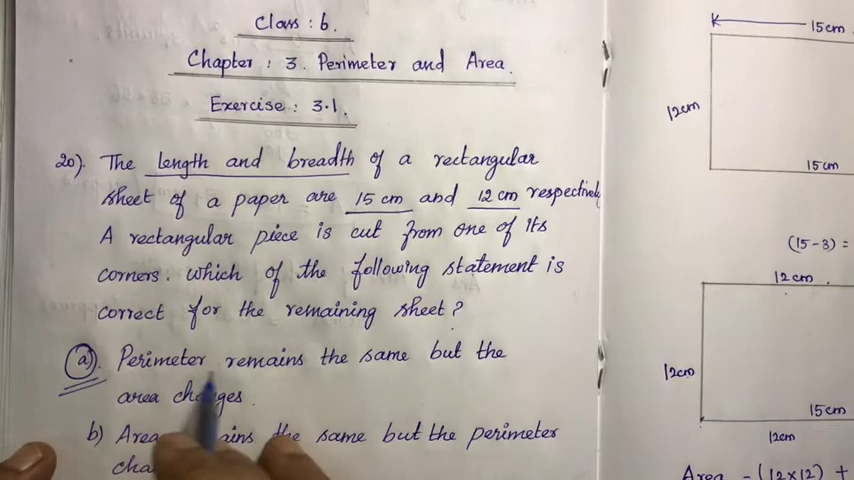 Class : 6.
Chapter : 3. Perimeter and Area.
Exercise : 3.1.
20). The length and breadth of a rectangular
sheet of a paper are 15 cm and 12 cm respectively
A rectangular piece is cut from one of its
corners. which of the following statement is
correct for the remaining sheet?
(a). Perimeter remains the same but the
area changes.
b) same but the perimeter
15cm
12cm
15cm
(15-3) =
12cm
12cm
15cm
12cm
Area = (12×12) +